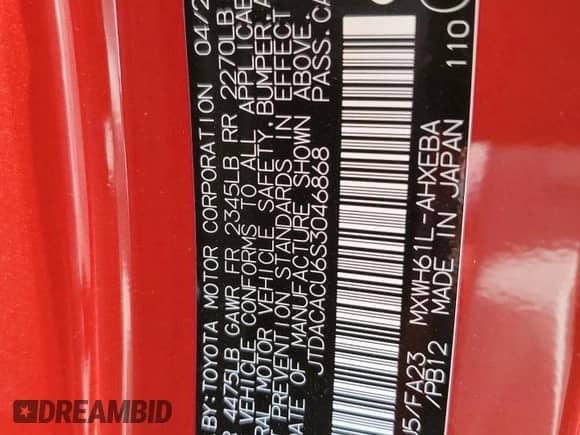 BY: TOYOTA MOTOR CORPORATION 04/2
4475LB GAWR FR 2345LB RR 2270LB
VEHICLE CONFORMS TO ALL APPLICABLE
MOTOR VEHICLE SAFETY, BUMPER, A
PREVENTION STANDARDS IN EFFECT
DATE OF MANUFACTURE SHOWN ABOVE.
JTDACACU6S3046868 PASS.CA
/FA23 MXWH61L-AHXEBA
/PB12 MADE IN JAPAN 110
DREAMBID